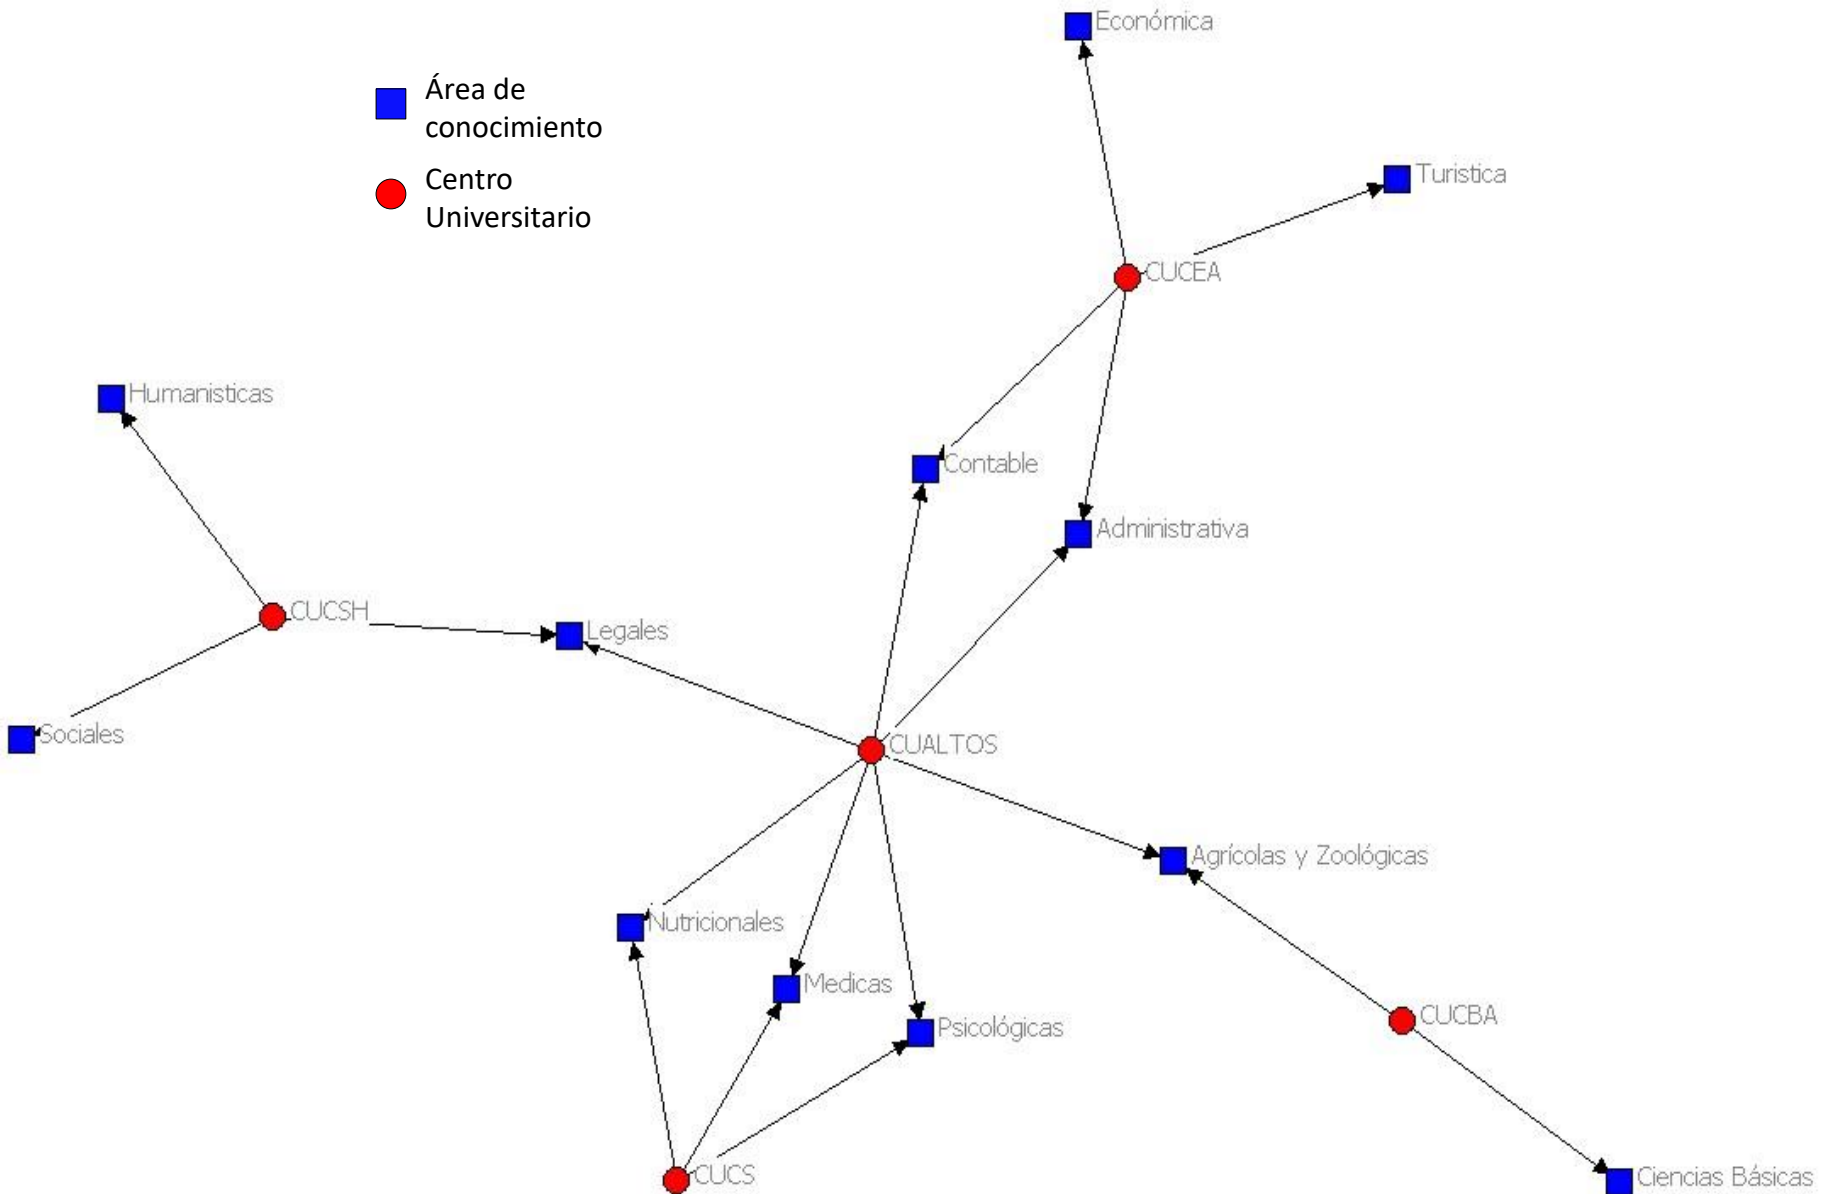 Económica
Área de
conocimiento
Turistica
Centro
Universitario
CUCEA
Humanisticas
Contable
Administrativa
CUCSH
Legales
Sociales
CUALTOS
Agrícolas y Zoológicas
Nutricionales
Medicas
CUCBA
Psicológicas
CUCS
Ciencias Básicas